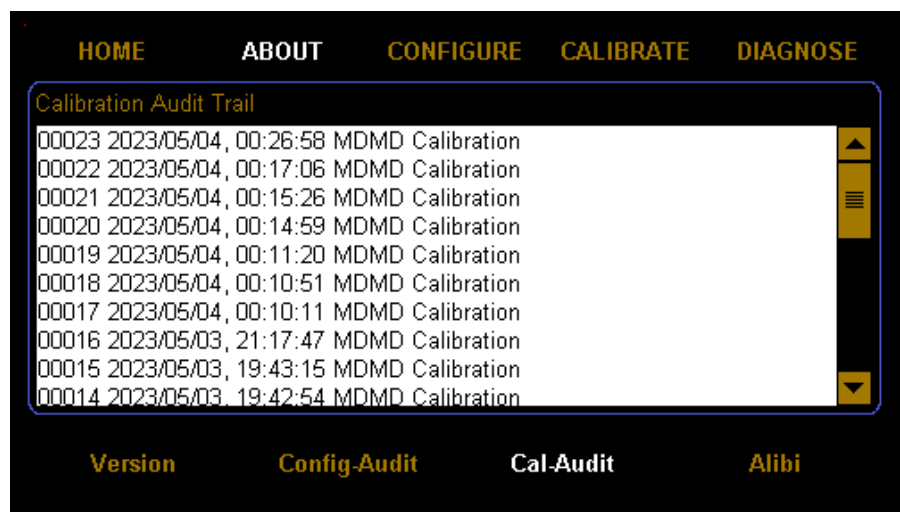 HOME ABOUT CONFIGURE CALIBRATE DIAGNOSE
Calibration Audit Trail
00023 2023/05/04, 00:26:58 MDMD Calibration
00022 2023/05/04, 00:17:06 MDMD Calibration
00021 2023/05/04, 00:15:26 MDMD Calibration
00020 2023/05/04, 00:14:59 MDMD Calibration
00019 2023/05/04, 00:11:20 MDMD Calibration
00018 2023/05/04, 00:10:51 MDMD Calibration
00017 2023/05/04, 00:10:11 MDMD Calibration
00016 2023/05/03, 21:17:47 MDMD Calibration
00015 2023/05/03, 19:43:15 MDMD Calibration
00014 2023/05/03, 19:42:54 MDMD Calibration
Version Config-Audit Cal-Audit Alibi